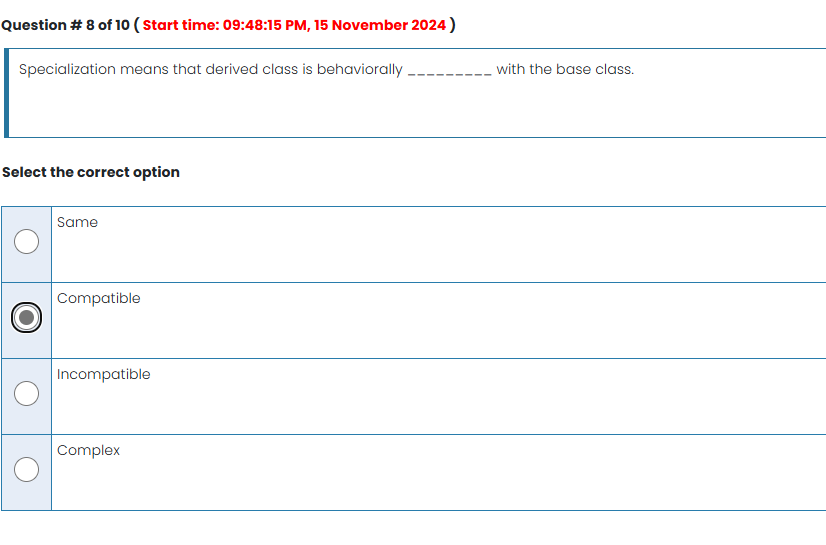 Question # 8 of 10 ( Start time: 09:48:15 PM, 15 November 2024 )
Specialization means that derived class is behaviorally _________ with the base class.
Select the correct option
Same
Compatible
Incompatible
Complex